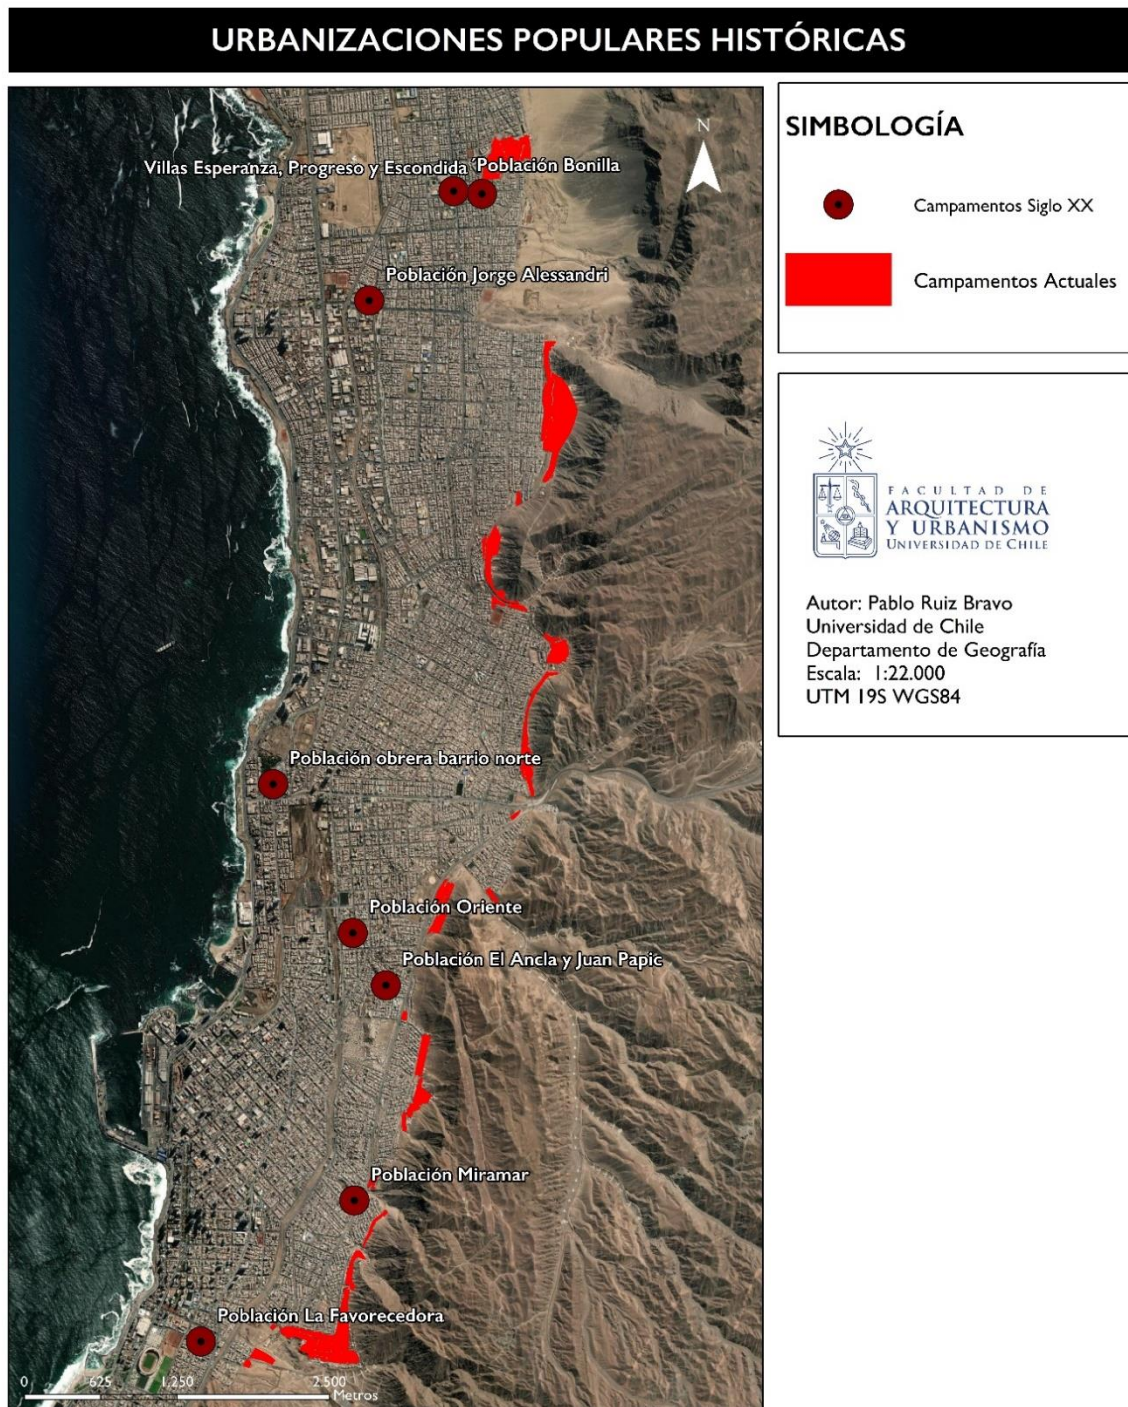 URBANIZACIONES POPULARES HISTÓRICAS
SIMBOLOGÍA
Campamentos Siglo XX
Campamentos Actuales
FACULTAD DE
ARQUITECTURA
Y URBANISMO
UNIVERSIDAD DE CHILE
Autor: Pablo Ruiz Bravo
Universidad de Chile
Departamento de Geografía
Escala: 1:22.000
UTM 19S WGS84
N
Villas Esperanza, Progreso y Escondida
Población Bonilla
Población Jorge Alessandri
Población obrera barrio norte
Población Oriente
Población El Ancla y Juan Papic
Población Miramar
Población La Favorecedora
0 625 1.250 2.500
Metros